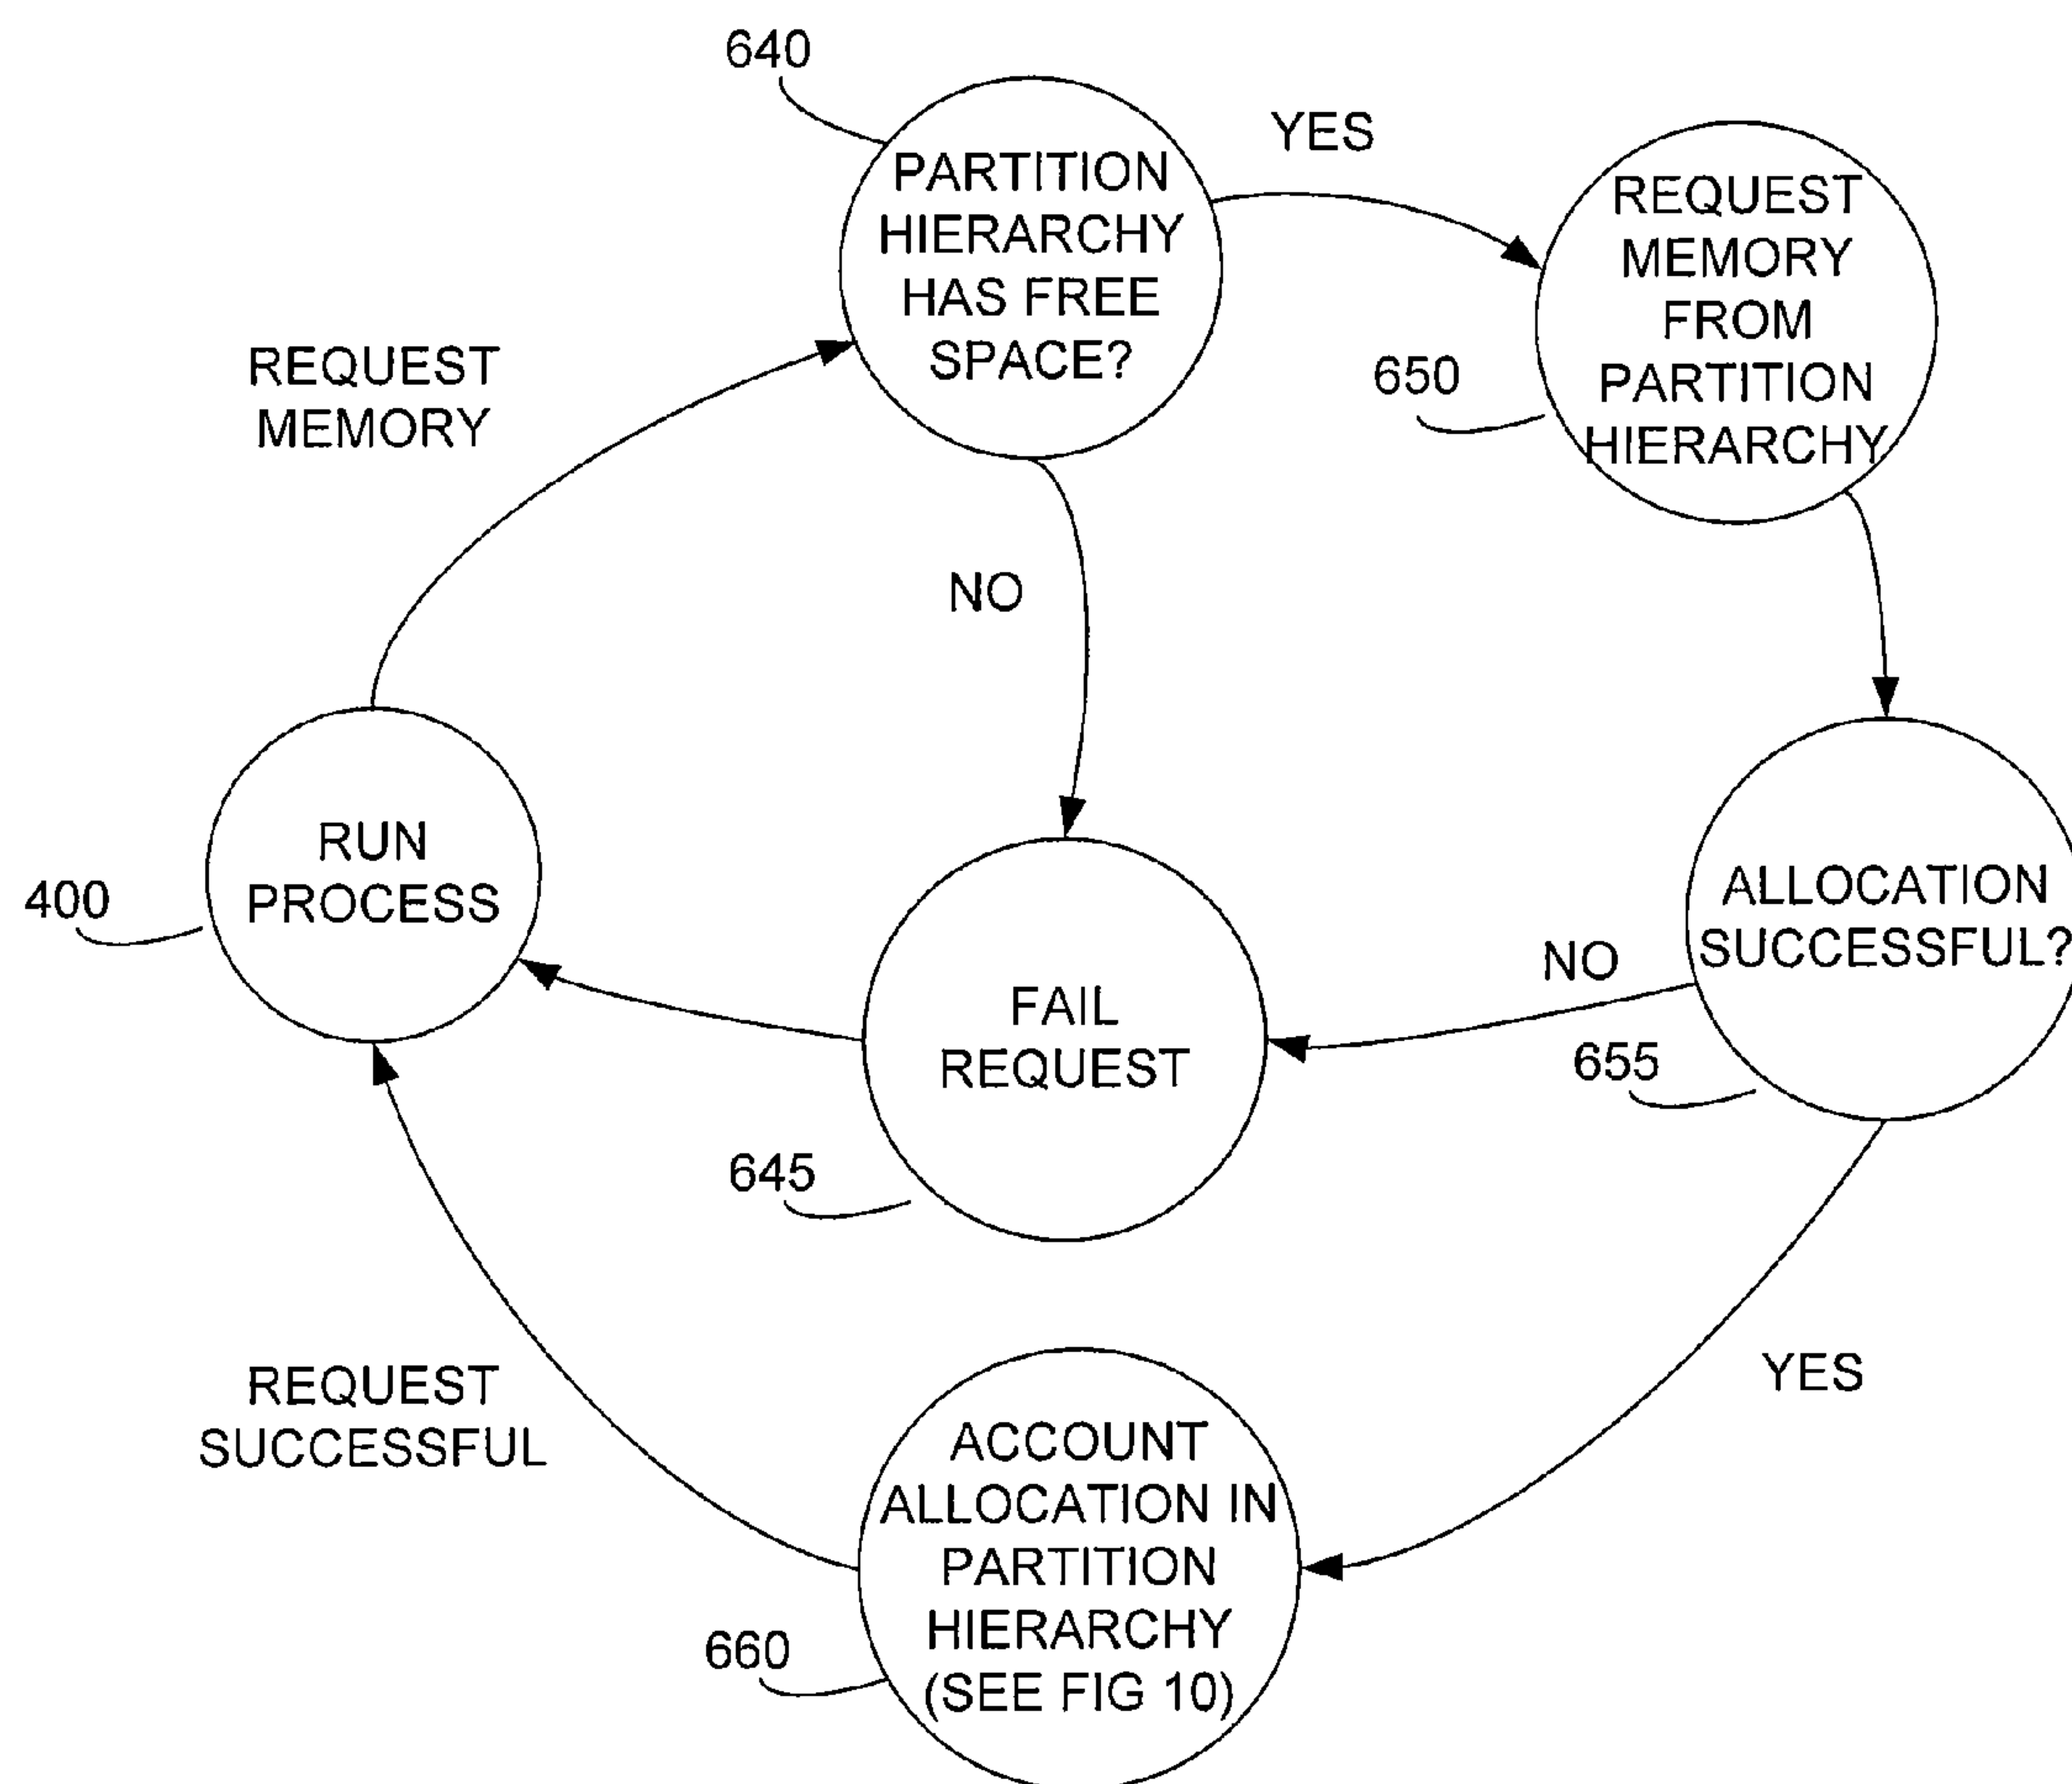 640
PARTITION
HIERARCHY
HAS FREE
SPACE?
YES
REQUEST
MEMORY
FROM
PARTITION
HIERARCHY
650
REQUEST
MEMORY
NO
RUN
PROCESS
400
ALLOCATION
SUCCESSFUL?
NO
655
FAIL
REQUEST
645
YES
REQUEST
SUCCESSFUL
ACCOUNT
ALLOCATION IN
PARTITION
HIERARCHY
(SEE FIG 10)
660